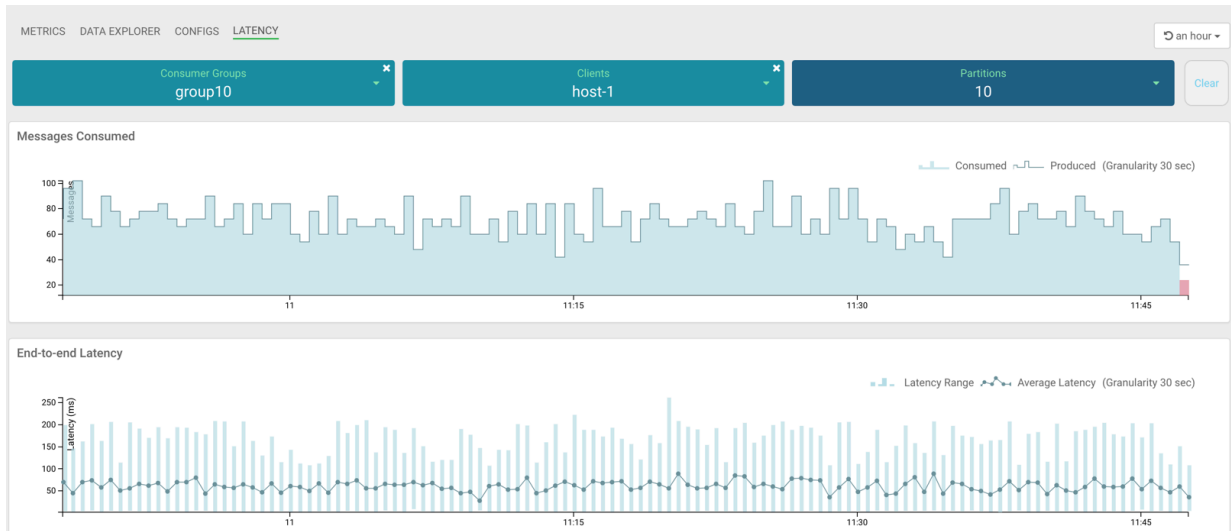 METRICS DATA EXPLORER CONFIGS LATENCY
an hour
Consumer Groups
group10
Clients
host-1
Partitions
10
Clear
Messages Consumed
Consumed Produced (Granularity 30 sec)
Messages
100
80
60
40
20
11 11:15 11:30 11:45
End-to-end Latency
Latency Range Average Latency (Granularity 30 sec)
Latency (ms)
250
200
150
100
50
11 11:15 11:30 11:45